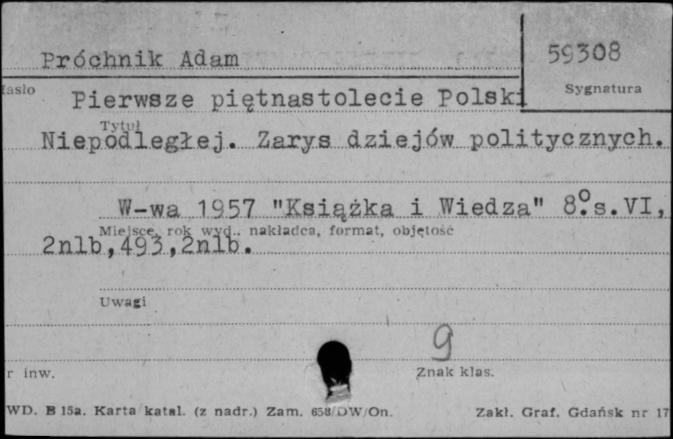 Próchnik Adam
59308
Sygnatura
Hasło
Pierwsze piętnastolecie Polski
Tytuł
Niepodległej. Zarys dziejów politycznych.
W-wa 1957 "Książka i Wiedza" 8.° s.VI,
Miejsce, rok wyd., nakładca, format, objętość
2nlb,493,2nlb.
Uwagi
9
r inw.
Znak klas.
WD. B 15a. Karta katal. (z nadr.) Zam. 658/DW/On.
Zakł. Graf. Gdańsk nr 17